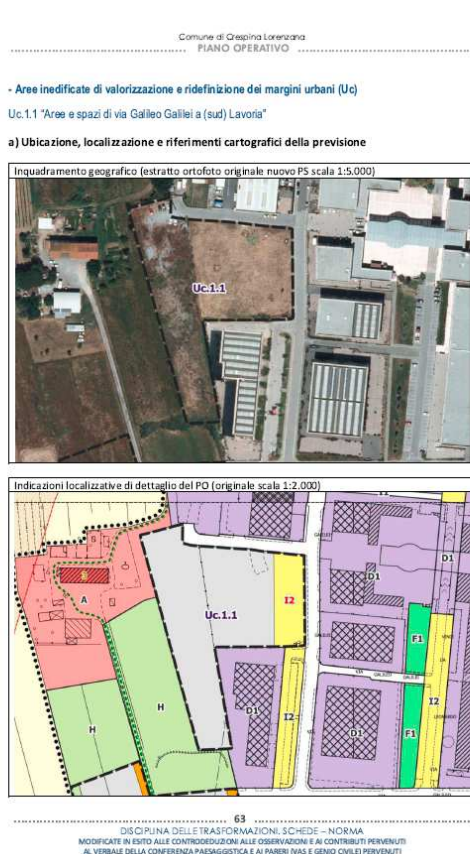 Comune di Crespina Lorenzana
PIANO OPERATIVO
- Aree inedificate di valorizzazione e ridefinizione dei margini urbani (Uc)
Uc.1.1 "Aree e spazi di via Galileo Galilei a (sud) Lavoria"
a) Ubicazione, localizzazione e riferimenti cartografici della previsione
Inquadramento geografico (estratto ortofoto originale nuovo PS scala 1:5.000)
Uc.1.1
Indicazioni localizzative di dettaglio del PO (originale scala 1:2.000)
D1
D1
A
I2
Uc.1.1
F1
H
I2
H
D1
I2
D1
F1
63
DISCIPLINA DELLE TRASFORMAZIONI. SCHEDE – NORMA
MODIFICATE IN ESITO ALLE CONTRODEDUZIONI ALLE OSSERVAZIONI E AI CONTRIBUTI PERVENUTI
AL VERBALE DELLA CONFERENZA PAESAGGISTICA E AI PARERI (VAS E GENIO CIVILE) PERVENUTI